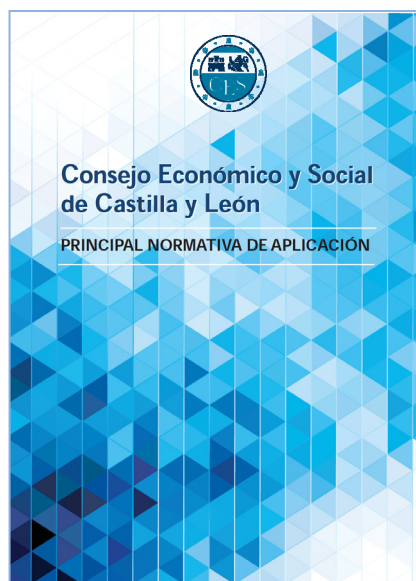 CES
Consejo Económico y Social
de Castilla y León
PRINCIPAL NORMATIVA DE APLICACIÓN